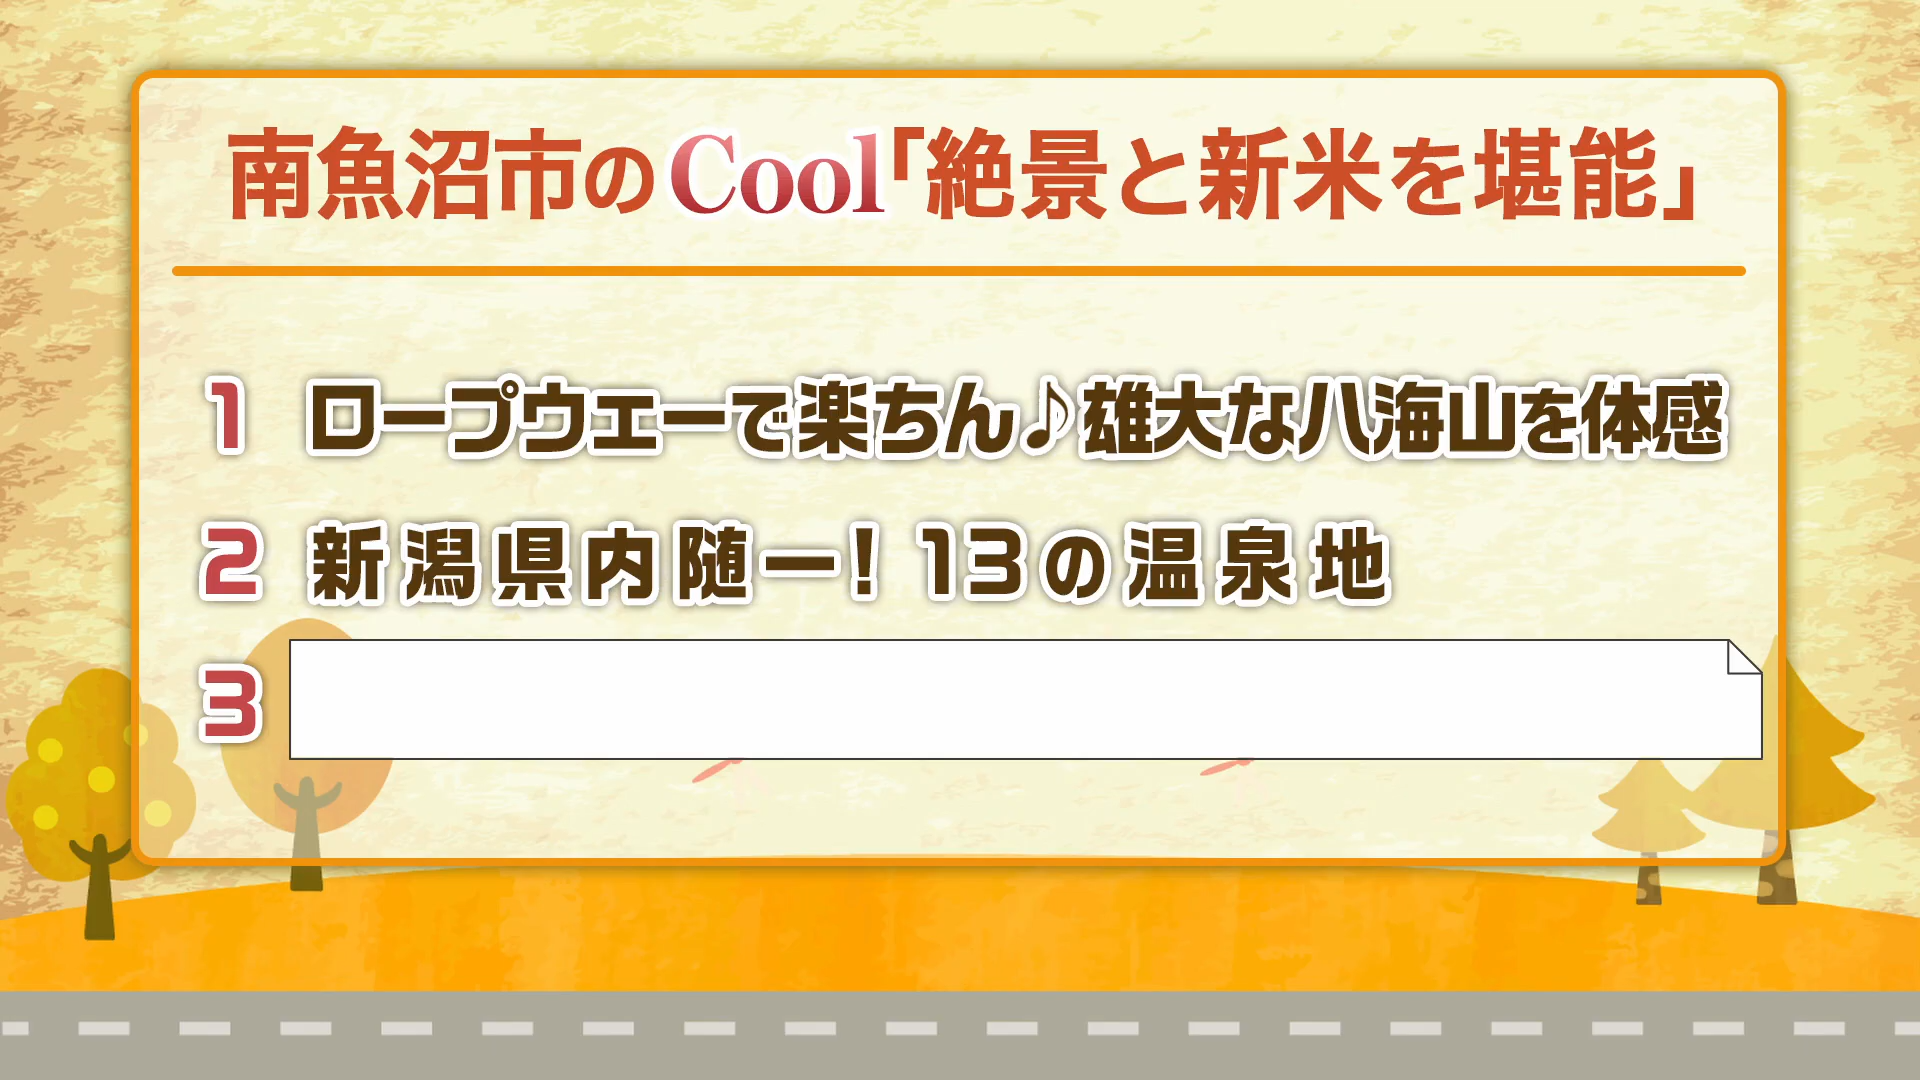 南魚沼市のCool「絶景と新米を堪能」
1 ロープウェーで楽ちん♪雄大な八海山を体感
2 新潟県内随一！ 13の温泉地
3